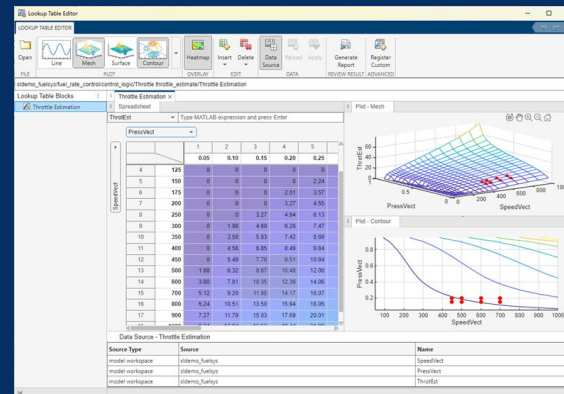 Lookup Table Editor
LOOKUP TABLE EDITOR
Open Line Mesh Surface Contour Heatmap Insert Delete Data Source Reload Apply Generate Report Register Custom
FILE PLOT OVERLAY EDIT DATA REVIEW RESULT ADVANCED
sldemo_fuelsys/fuel_rate_control/control_logic/Throttle throttle_estimate/Throttle Estimation
Lookup Table Blocks
Throttle Estimation
Throttle Estimation ×
Spreadsheet
ThrotEst Type MATLAB expression and press Enter
PressVect
SpeedVect
1 2 3 4 5
0.05 0.10 0.15 0.20 0.25
4 125 0 0 0 0 0
5 150 0 0 0 0 2.24
6 175 0 0 0 2.01 3.57
7 200 0 0 0 3.27 4.55
8 250 0 0 3.27 4.94 6.13
9 300 0 1.99 4.88 6.26 7.47
10 350 0 3.50 5.83 7.42 8.69
11 400 0 4.58 6.65 8.49 9.84
12 450 0 5.49 7.78 9.51 10.94
13 500 1.88 6.32 8.67 10.48 12.00
14 600 3.80 7.81 10.35 12.36 14.06
15 700 5.12 9.20 11.95 14.17 16.07
16 800 6.24 10.51 13.50 15.94 18.05
17 900 7.27 11.79 15.03 17.69 20.01
Plot - Mesh
ThrotEst
60
40
20
0
1
0.5
0 0 200 400 600 800
PressVect
SpeedVect
Plot - Contour
PressVect
0.8
0.6
0.4
0.2
100 200 300 400 500 600 700 800 900 1000
SpeedVect
Data Source - Throttle Estimation
Source Type Source Name
model workspace sldemo_fuelsys SpeedVect
model workspace sldemo_fuelsys PressVect
model workspace sldemo_fuelsys ThrotEst